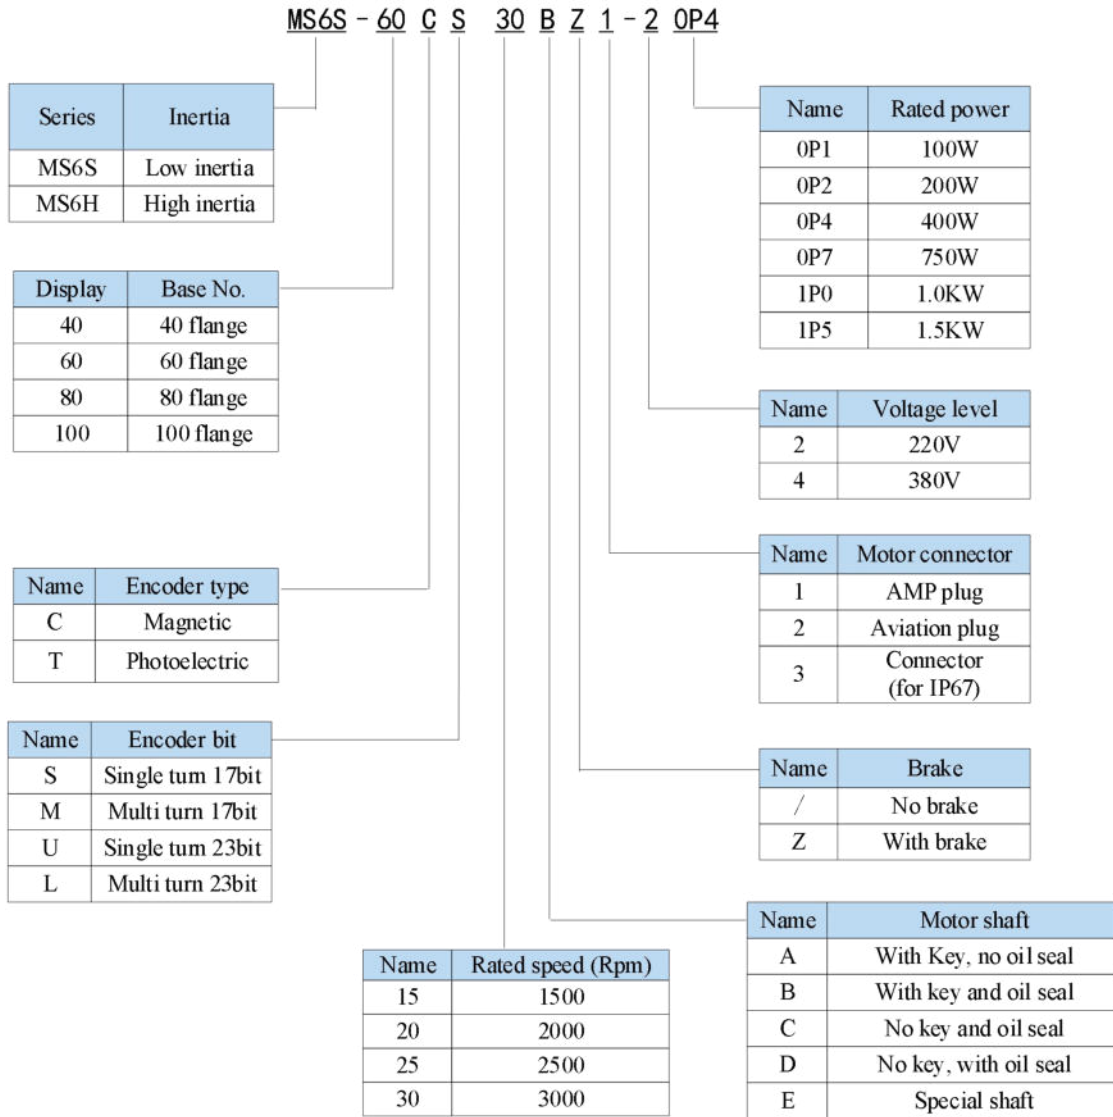 MS6S - 60 C S 30 B Z 1 - 2 0P4
Series Inertia
MS6S Low inertia
MS6H High inertia
Display Base No.
40 40 flange
60 60 flange
80 80 flange
100 100 flange
Name Encoder type
C Magnetic
T Photoelectric
Name Encoder bit
S Single turn 17bit
M Multi turn 17bit
U Single turn 23bit
L Multi turn 23bit
Name Rated speed (Rpm)
15 1500
20 2000
25 2500
30 3000
Name Rated power
0P1 100W
0P2 200W
0P4 400W
0P7 750W
1P0 1.0KW
1P5 1.5KW
Name Voltage level
2 220V
4 380V
Name Motor connector
1 AMP plug
2 Aviation plug
3 Connector
(for IP67)
Name Brake
/ No brake
Z With brake
Name Motor shaft
A With Key, no oil seal
B With key and oil seal
C No key and oil seal
D No key, with oil seal
E Special shaft